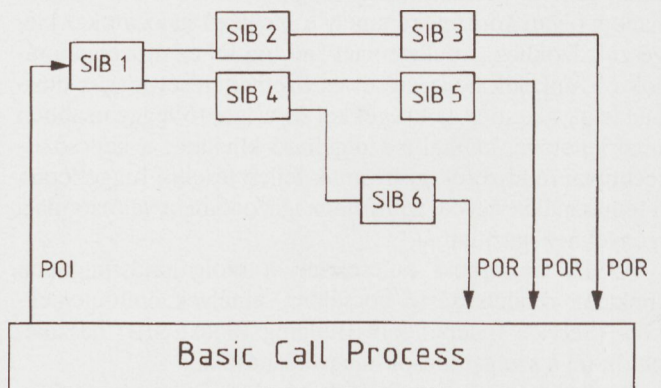 SIB 2
SIB 3
SIB 1
SIB 4
SIB 5
SIB 6
POI
POR
POR
POR
Basic Call Process